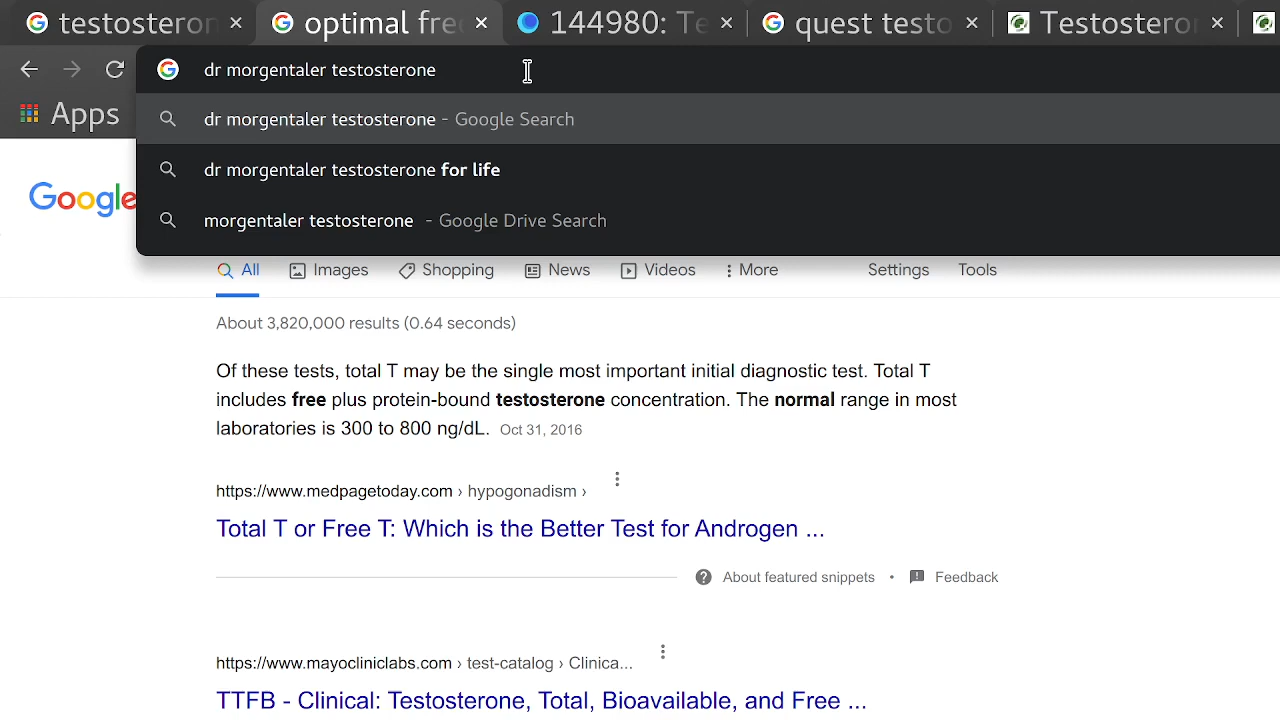 testosteron
optimal fre
144980: Te
quest testo
Testosteron
dr morgentaler testosterone
Apps
dr morgentaler testosterone - Google Search
dr morgentaler testosterone for life
morgentaler testosterone - Google Drive Search
Google
All Images Shopping News Videos More Settings Tools
About 3,820,000 results (0.64 seconds)
Of these tests, total T may be the single most important initial diagnostic test. Total T
includes free plus protein-bound testosterone concentration. The normal range in most
laboratories is 300 to 800 ng/dL. Oct 31, 2016
https://www.medpagetoday.com › hypogonadism ›
Total T or Free T: Which is the Better Test for Androgen ...
About featured snippets • Feedback
https://www.mayocliniclabs.com › test-catalog › Clinica...
TTFB - Clinical: Testosterone, Total, Bioavailable, and Free ...